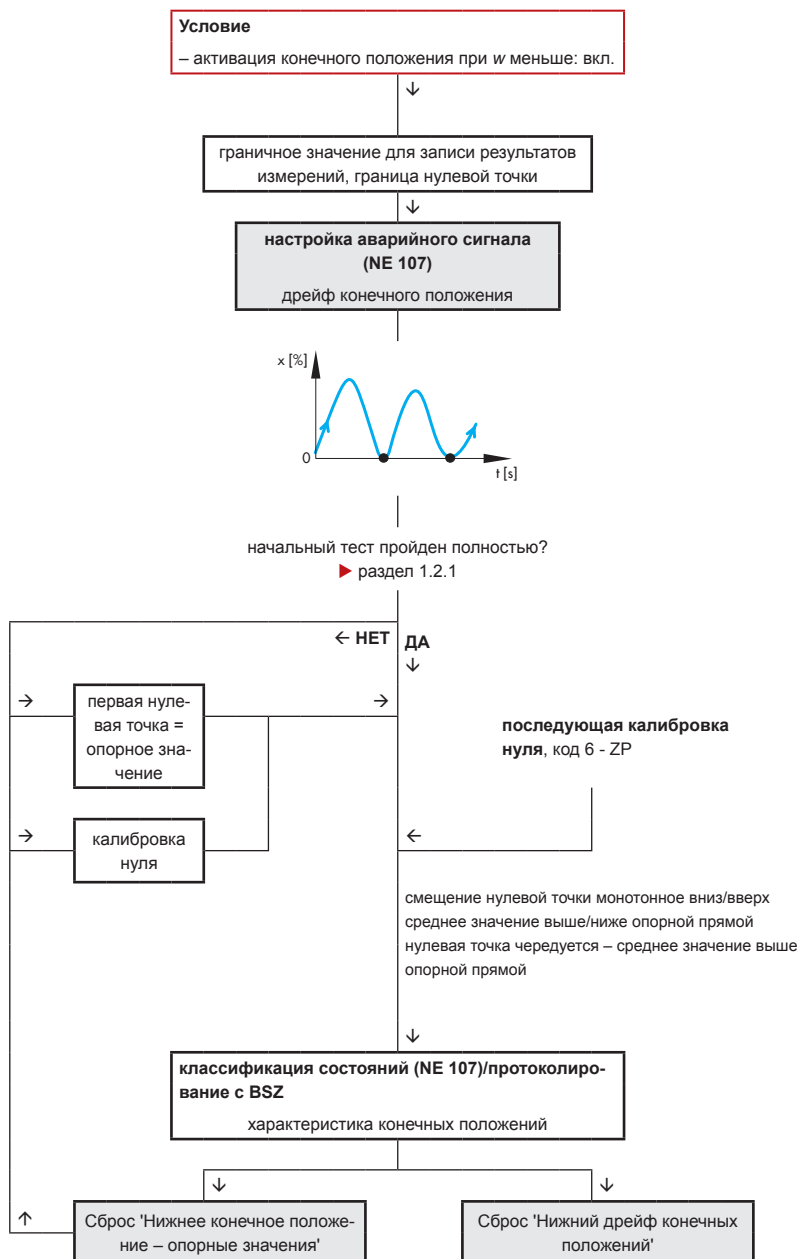 Условие
– активация конечного положения при w меньше: вкл.
↓
граничное значение для записи результатов
измерений, граница нулевой точки
↓
настройка аварийного сигнала
(NE 107)
дрейф конечного положения
x [%]
0
t [s]
начальный тест пройден полностью?
▶ раздел 1.2.1
← НЕТ
ДА
↓
→
первая нуле-
вая точка =
опорное зна-
чение
→
последующая калибровка
нуля, код 6 - ZP
→
калибровка
нуля
←
смещение нулевой точки монотонное вниз/вверх
среднее значение выше/ниже опорной прямой
нулевая точка чередуется – среднее значение выше
опорной прямой
↓
классификация состояний (NE 107)/протоколиро-
вание с BSZ
характеристика конечных положений
↓
↓
↑
Сброс 'Нижнее конечное положе-
ние – опорные значения'
Сброс 'Нижний дрейф конечных
положений'